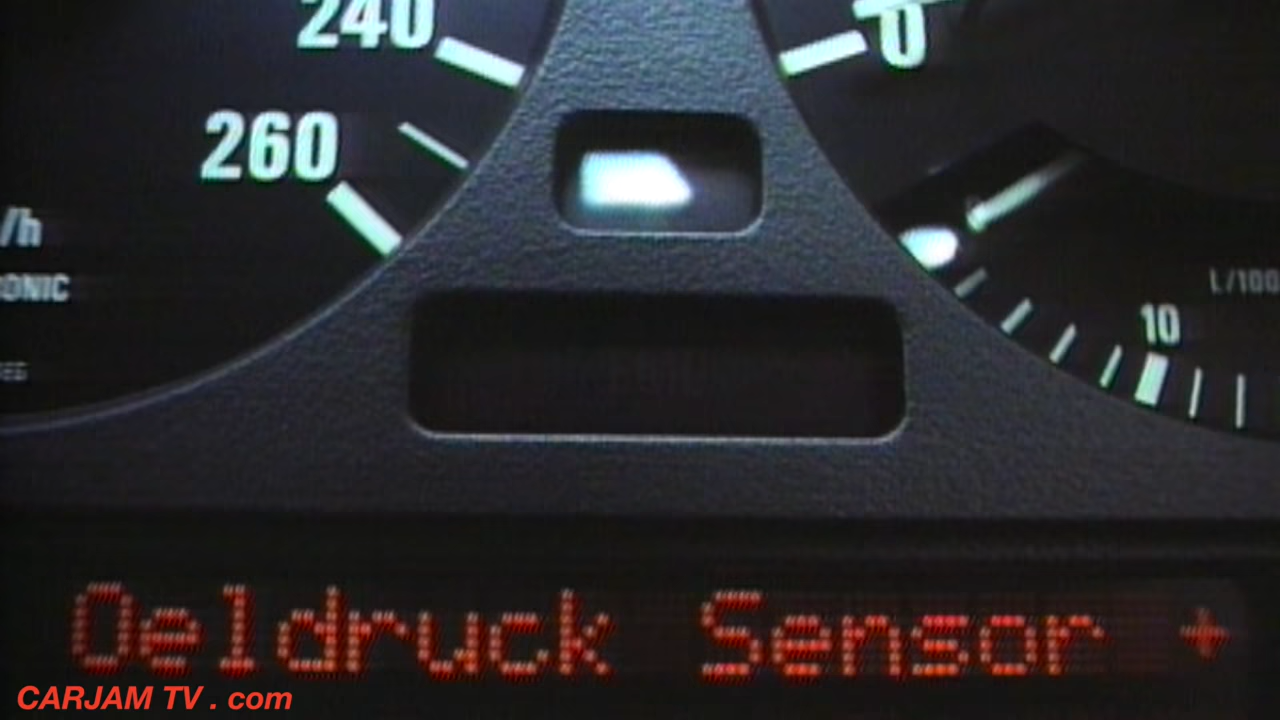 240
0
260
/h
10
L/100
ONIC
Oeldruck Sensor +
CARJAM TV . com